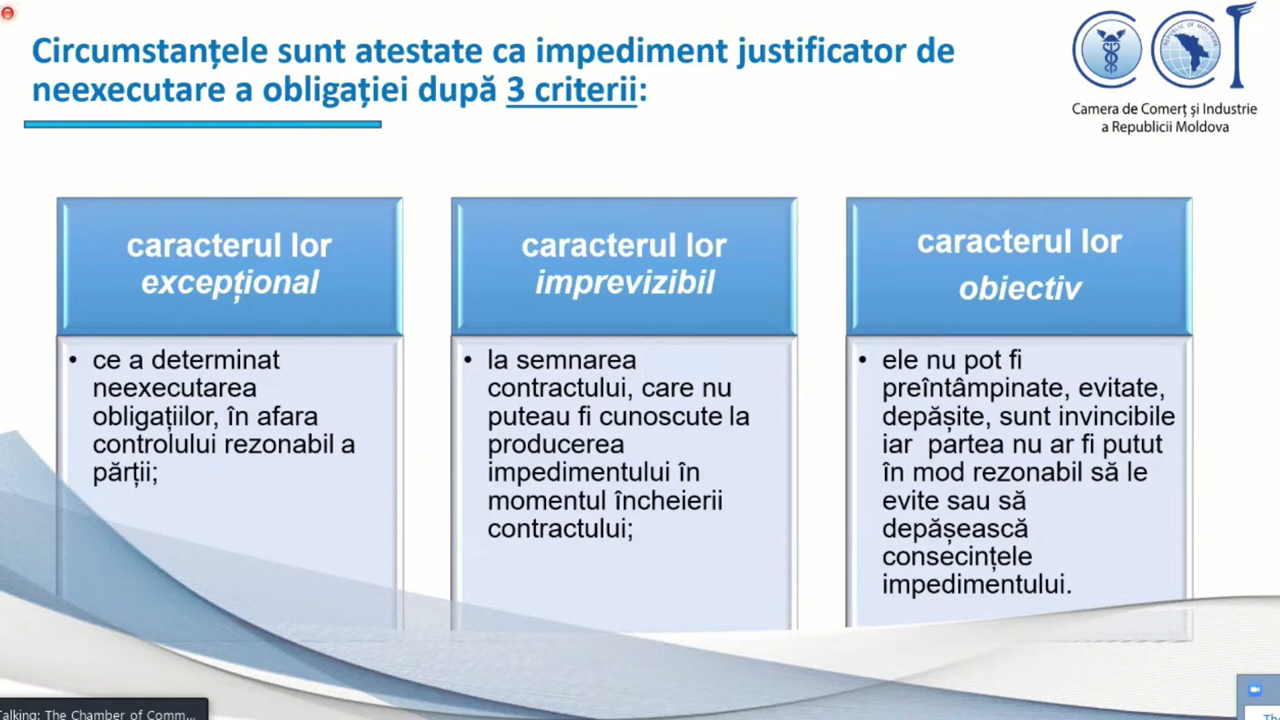 Circumstanțele sunt atestate ca impediment justificator de
neexecutare a obligației după 3 criterii:
Camera de Comerț și Industrie
a Republicii Moldova
caracterul lor
excepțional
• ce a determinat
neexecutarea
obligațiilor, în afara
controlului rezonabil a
părții;
caracterul lor
imprevizibil
• la semnarea
contractului, care nu
puteau fi cunoscute la
producerea
impedimentului în
momentul încheierii
contractului;
caracterul lor
obiectiv
• ele nu pot fi
preîntâmpinate, evitate,
depășite, sunt invincibile
iar partea nu ar fi putut
în mod rezonabil să le
evite sau să
depășească
consecințele
impedimentului.
Talking: The Chamber of Comm...